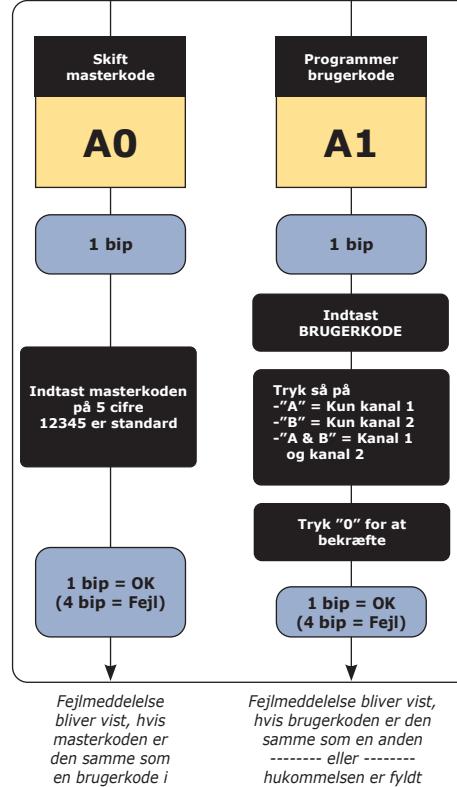 Skift
masterkode
A0
1 bip
Indtast masterkoden
på 5 cifre
12345 er standard
1 bip = OK
(4 bip = Fejl)
Fejlmeddelelse
bliver vist, hvis
masterkoden er
den samme som
en brugerkode i
Programmer
brugerkode
A1
1 bip
Indtast
BRUGERKODE
Tryk så på
-”A” = Kun kanal 1
-”B” = Kun kanal 2
-”A & B” = Kanal 1
og kanal 2
Tryk ”0” for at
bekræfte
1 bip = OK
(4 bip = Fejl)
Fejlmeddelelse bliver vist,
hvis brugerkoden er den
samme som en anden
-------- eller --------
hukommelsen er fyldt